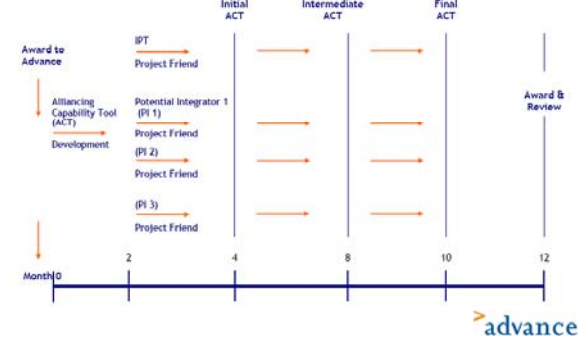 Initial
ACT
Intermediate
ACT
Final
ACT
Award to
Advance
IPT
Project Friend
Alliancing
Capability Tool
(ACT)
Development
Potential Integrator 1
(PI 1)
Project Friend
(PI 2)
Project Friend
(PI 3)
Project Friend
Award &
Review
Month 0
2
4
8
10
12
>advance